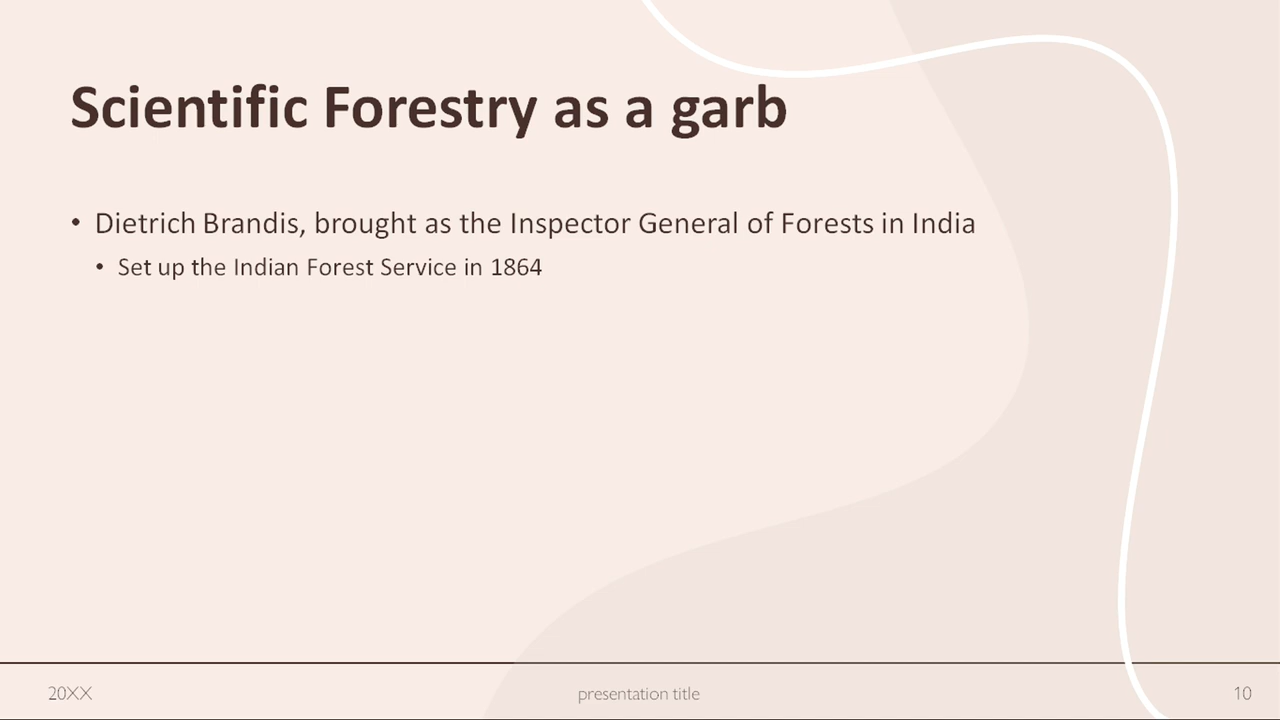 Scientific Forestry as a garb
• Dietrich Brandis, brought as the Inspector General of Forests in India
• Set up the Indian Forest Service in 1864
20XX
presentation title
10